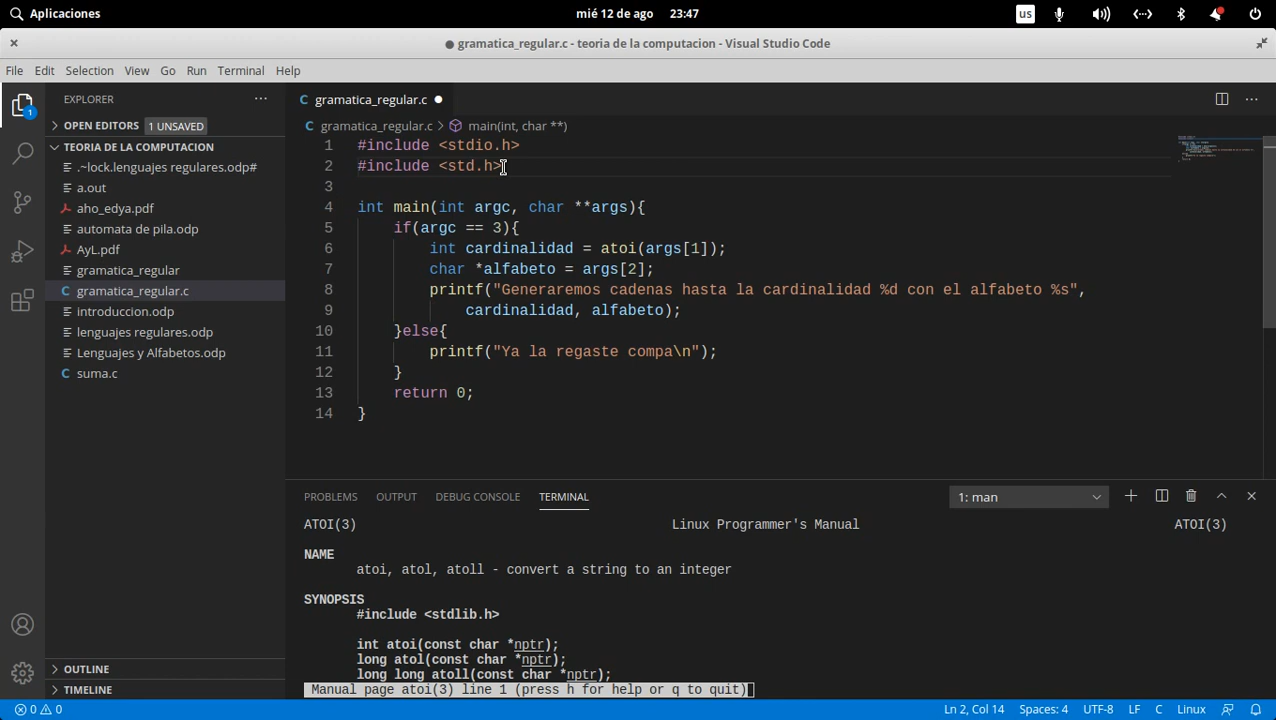 Aplicaciones
mié 12 de ago 23:47
us
● gramatica_regular.c - teoria de la computacion - Visual Studio Code
File Edit Selection View Go Run Terminal Help
EXPLORER
OPEN EDITORS 1 UNSAVED
TEORIA DE LA COMPUTACION
.~lock.lenguajes regulares.odp#
a.out
aho_edya.pdf
automata de pila.odp
AyL.pdf
gramatica_regular
gramatica_regular.c
introduccion.odp
lenguajes regulares.odp
Lenguajes y Alfabetos.odp
suma.c
OUTLINE
TIMELINE
1
C gramatica_regular.c ●
C gramatica_regular.c > main(int, char **)
1 #include <stdio.h>
2 #include <std.h>
3
4 int main(int argc, char **args){
5 if(argc == 3){
6 int cardinalidad = atoi(args[1]);
7 char *alfabeto = args[2];
8 printf("Generaremos cadenas hasta la cardinalidad %d con el alfabeto %s",
9 cardinalidad, alfabeto);
10 }else{
11 printf("Ya la regaste compa\n");
12 }
13 return 0;
14 }
PROBLEMS OUTPUT DEBUG CONSOLE TERMINAL 1: man
ATOI(3) Linux Programmer's Manual ATOI(3)
NAME
atoi, atol, atoll - convert a string to an integer
SYNOPSIS
#include <stdlib.h>
int atoi(const char *nptr);
long atol(const char *nptr);
long long atoll(const char *nptr);
Manual page atoi(3) line 1 (press h for help or q to quit)
0 0 Ln 2, Col 14 Spaces: 4 UTF-8 LF C Linux